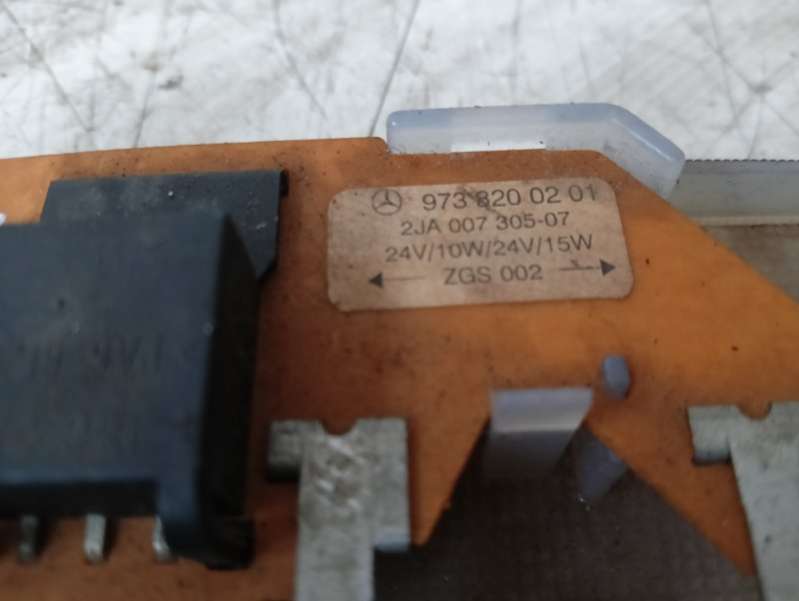 973 820 02 01
2JA 007 305-07
24V/10W/24V/15W
ZGS 002